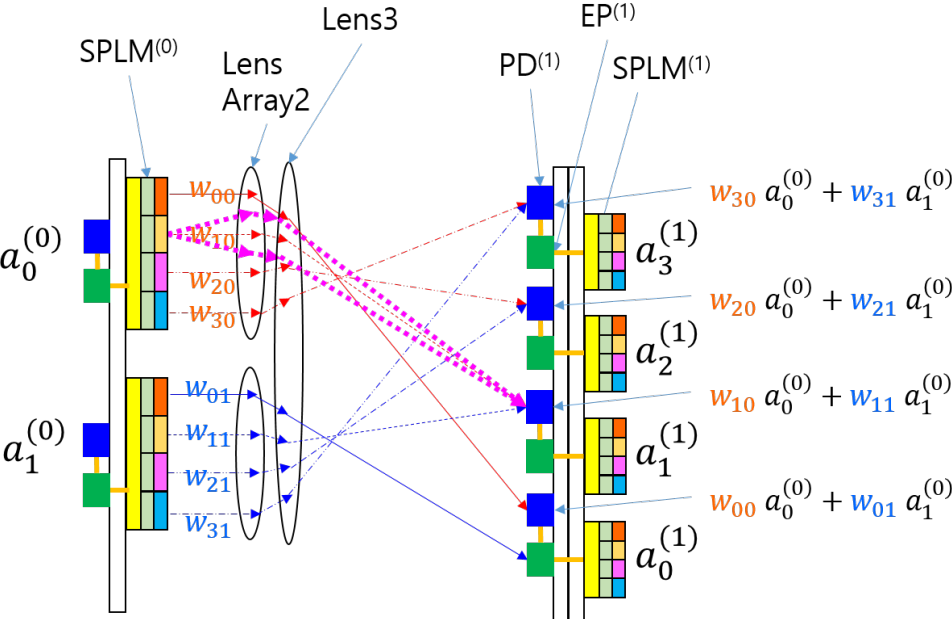 Lens3
EP⁽¹⁾
SPLM⁽⁰⁾
Lens
Array2
PD⁽¹⁾
SPLM⁽¹⁾
w₀₀
w₁₀
w₂₀
w₃₀
a₀⁽⁰⁾
w₀₁
w₁₁
w₂₁
w₃₁
a₁⁽⁰⁾
w₃₀ a₀⁽⁰⁾ + w₃₁ a₁⁽⁰⁾
a₃⁽¹⁾
w₂₀ a₀⁽⁰⁾ + w₂₁ a₁⁽⁰⁾
a₂⁽¹⁾
w₁₀ a₀⁽⁰⁾ + w₁₁ a₁⁽⁰⁾
a₁⁽¹⁾
w₀₀ a₀⁽⁰⁾ + w₀₁ a₁⁽⁰⁾
a₀⁽¹⁾